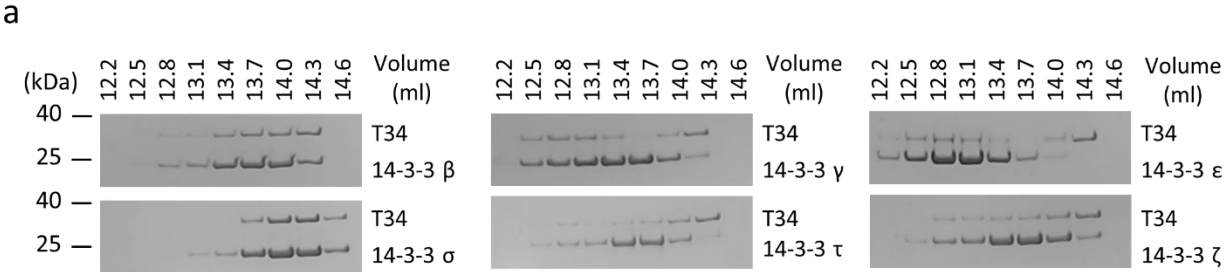 a
(kDa)
12.2 12.5 12.8 13.1 13.4 13.7 14.0 14.3 14.6 Volume (ml)
12.2 12.5 12.8 13.1 13.4 13.7 14.0 14.3 14.6 Volume (ml)
12.2 12.5 12.8 13.1 13.4 13.7 14.0 14.3 14.6 Volume (ml)
40 T34 T34 T34
25 14-3-3 β 14-3-3 γ 14-3-3 ε
40 T34 T34 T34
25 14-3-3 σ 14-3-3 τ 14-3-3 ζ